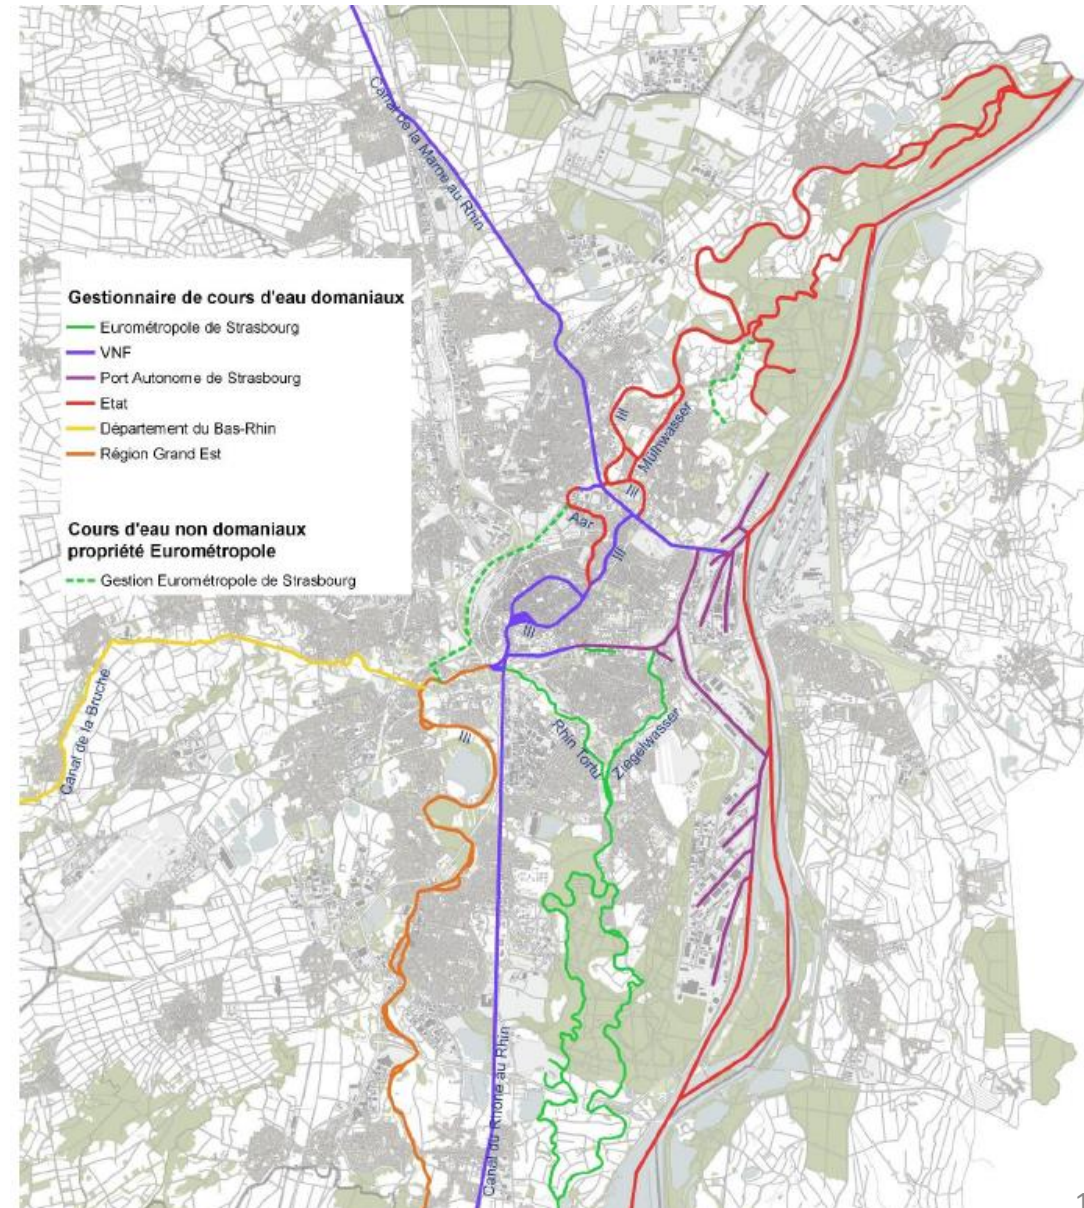 Canal de la Marne au Rhin
Gestionnaire de cours d'eau domaniaux
Eurométropole de Strasbourg
VNF
Port Autonome de Strasbourg
Etat
Département du Bas-Rhin
Région Grand Est
Cours d'eau non domaniaux
propriété Eurométropole
Gestion Eurométropole de Strasbourg
Ill
Mulhwasser
Ill
Aar
Ill
Ill
Canal de la Bruche
Ill
Rhin Tortu
Ziegelwasser
Canal du Rhône au Rhin
1